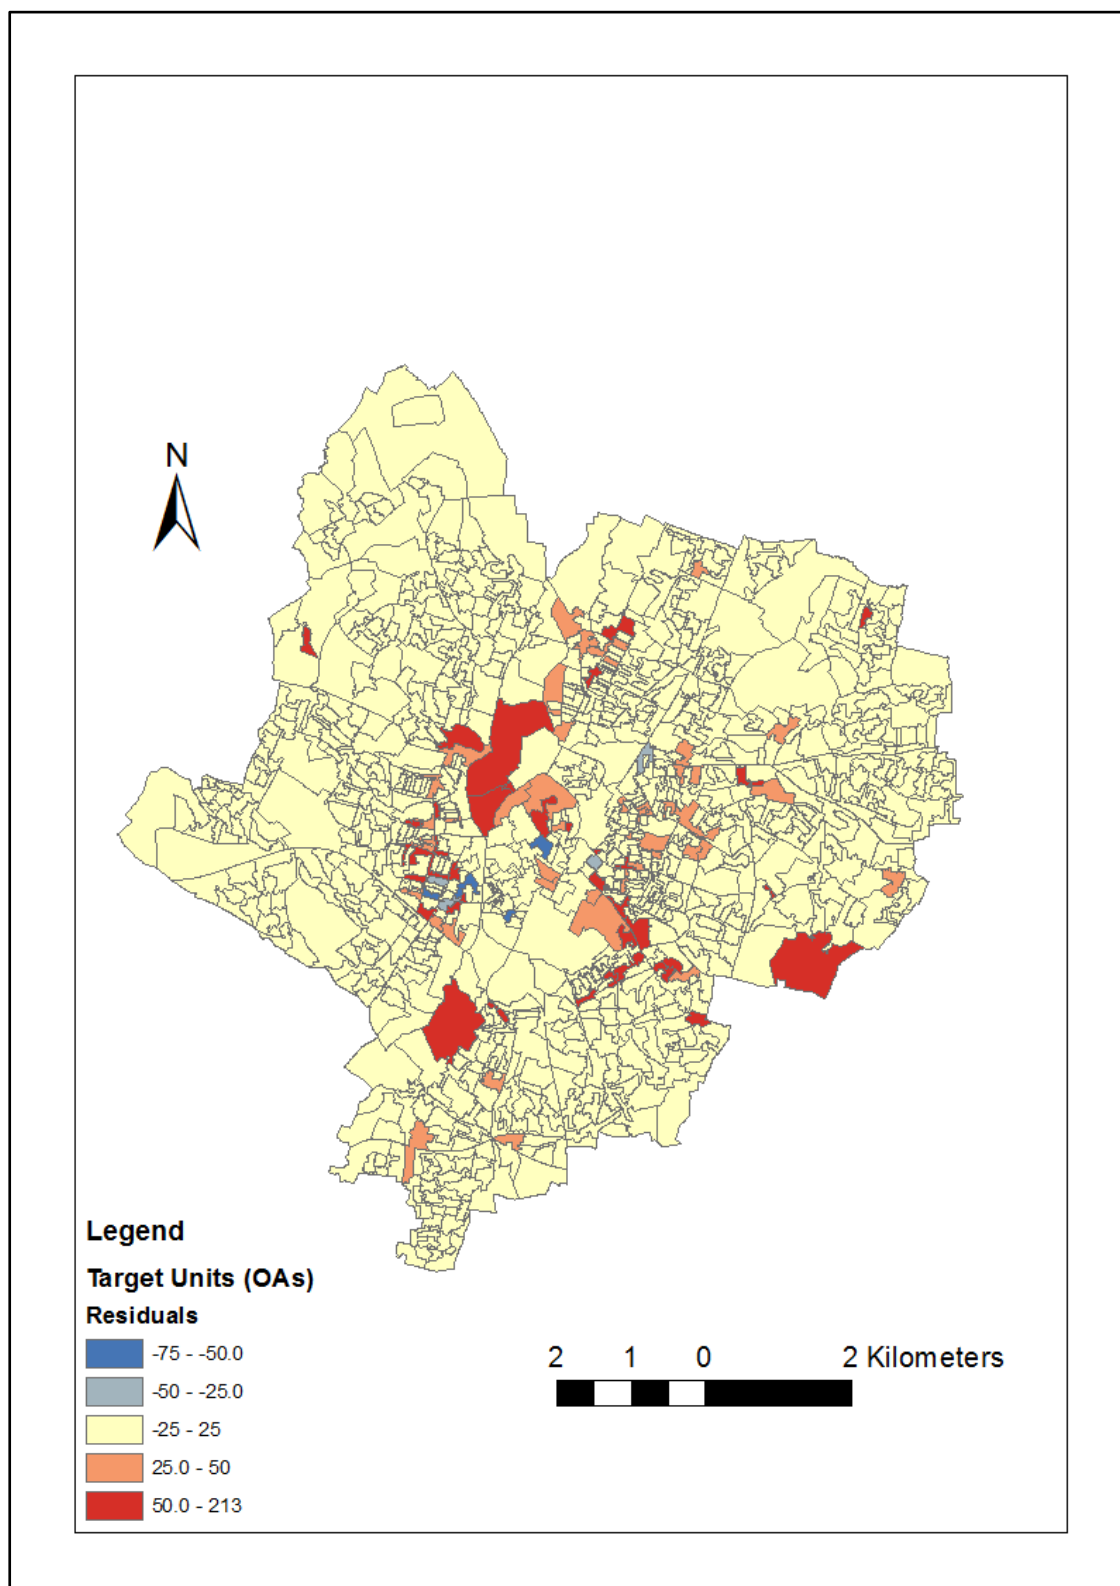 N
Legend
Target Units (OAs)
Residuals
-75 - -50.0
-50 - -25.0
-25 - 25
25.0 - 50
50.0 - 213
2 1 0 2 Kilometers